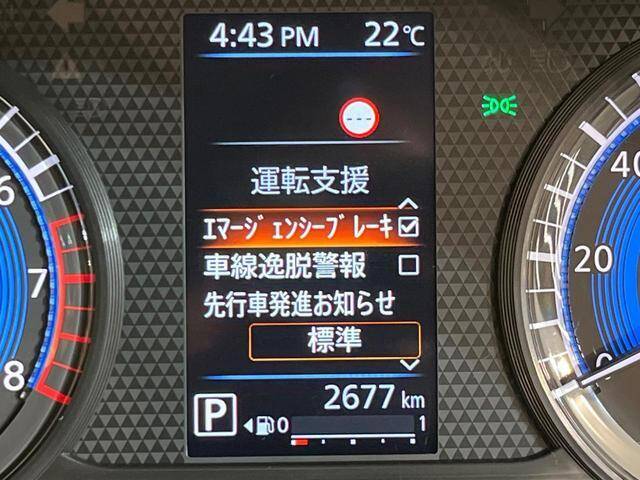 4:43 PM 22℃
---
運転支援
ｴﾏｰｼﾞｪﾝｼｰﾌﾞﾚｰｷ
車線逸脱警報
先行車発進お知らせ
標準
2677 km
P 0 1
6
7
8
40
20
0